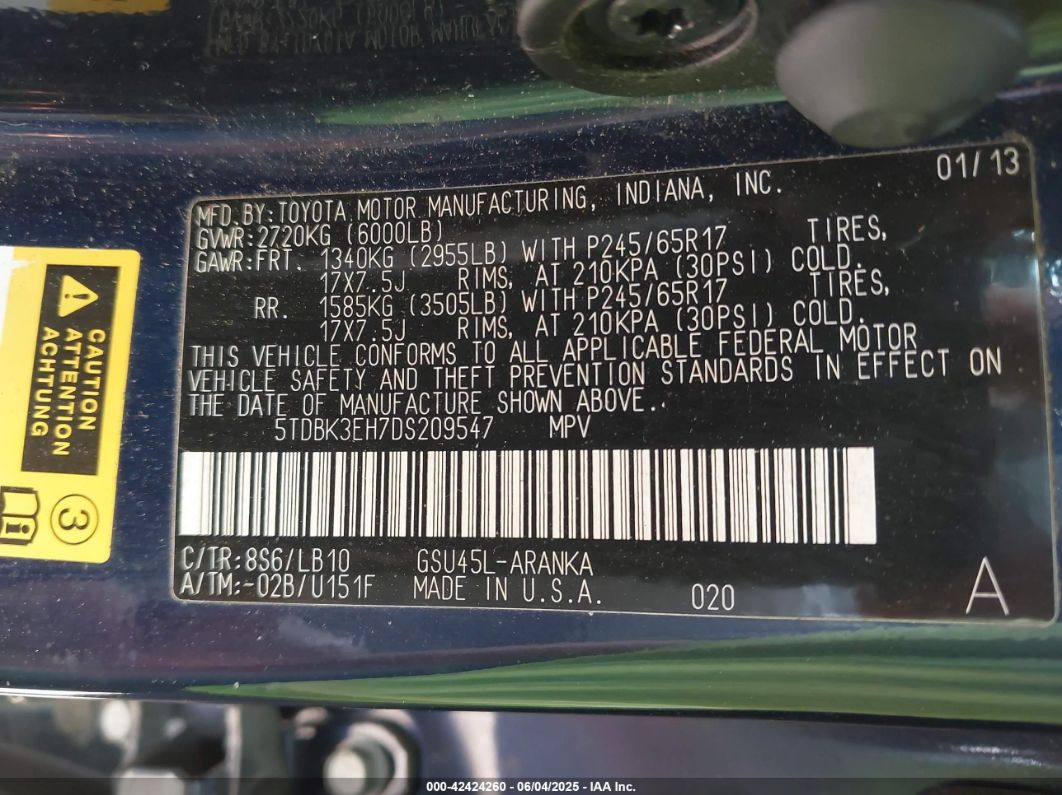 01/13
MFD. BY: TOYOTA MOTOR MANUFACTURING, INDIANA, INC.
GVWR: 2720KG (6000LB)
GAWR: FRT. 1340KG (2955LB) WITH P245/65R17 TIRES,
17X7.5J RIMS, AT 210KPA (30PSI) COLD.
RR. 1585KG (3505LB) WITH P245/65R17 TIRES,
17X7.5J RIMS, AT 210KPA (30PSI) COLD.
THIS VEHICLE CONFORMS TO ALL APPLICABLE FEDERAL MOTOR
VEHICLE SAFETY AND THEFT PREVENTION STANDARDS IN EFFECT ON
THE DATE OF MANUFACTURE SHOWN ABOVE.
5TDBK3EH7DS209547 MPV
C/TR: 8S6/LB10 GSU45L-ARANKA
A/TM: -02B/U151F MADE IN U.S.A. 020 A
CAUTION
ATTENTION
ACHTUNG
3
000-42424260 - 06/04/2025 - IAA Inc.